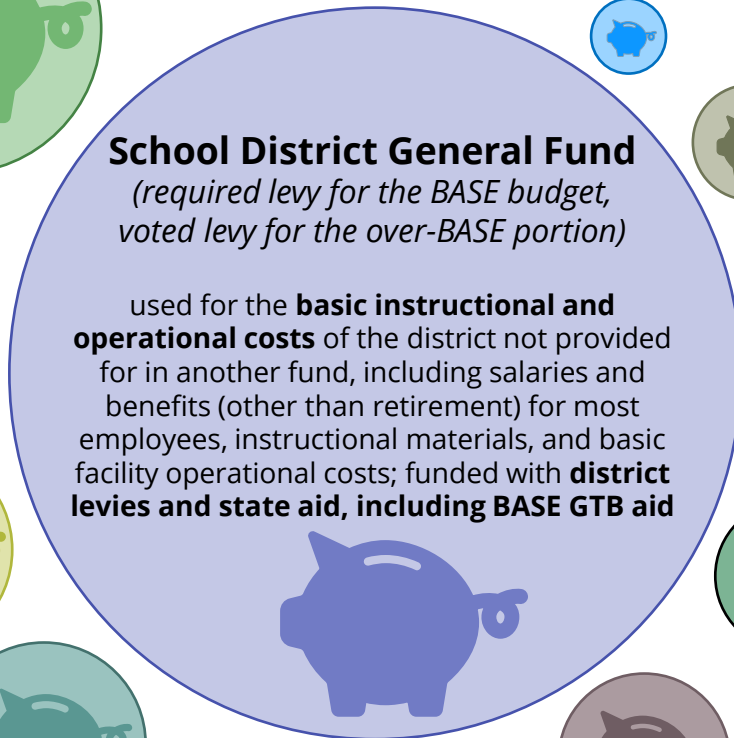 School District General Fund
(required levy for the BASE budget,
voted levy for the over-BASE portion)
used for the basic instructional and
operational costs of the district not provided
for in another fund, including salaries and
benefits (other than retirement) for most
employees, instructional materials, and basic
facility operational costs; funded with district
levies and state aid, including BASE GTB aid